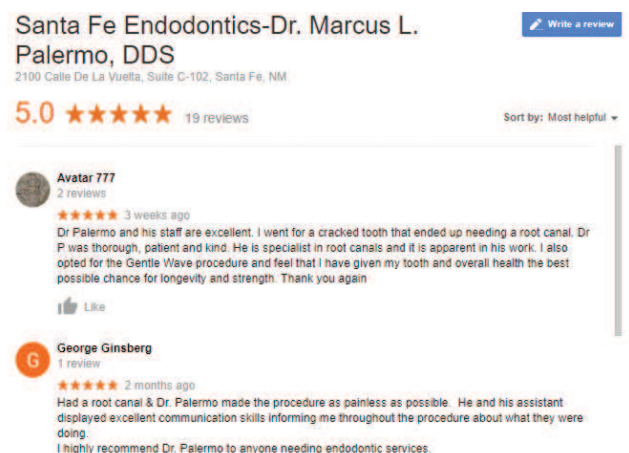 Santa Fe Endodontics-Dr. Marcus L.
Palermo, DDS
Write a review
2100 Calle De La Vuelta, Suite C-102, Santa Fe, NM
5.0 ★★★★★ 19 reviews
Sort by: Most helpful
Avatar 777
2 reviews
★★★★★ 3 weeks ago
Dr Palermo and his staff are excellent. I went for a cracked tooth that ended up needing a root canal. Dr
P was thorough, patient and kind. He is specialist in root canals and it is apparent in his work. I also
opted for the Gentle Wave procedure and feel that I have given my tooth and overall health the best
possible chance for longevity and strength. Thank you again
Like
G
George Ginsberg
1 review
★★★★★ 2 months ago
Had a root canal & Dr. Palermo made the procedure as painless as possible. He and his assistant
displayed excellent communication skills informing me throughout the procedure about what they were
doing.
I highly recommend Dr. Palermo to anyone needing endodontic services.